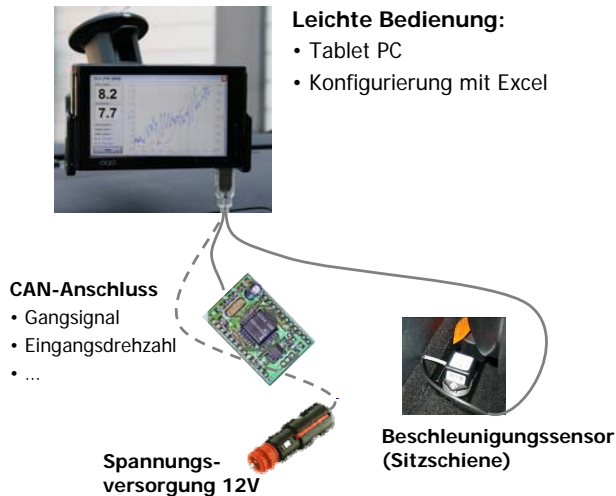 Leichte Bedienung:
• Tablet PC
• Konfigurierung mit Excel
8.2
7.7
CAN-Anschluss
• Gangsignal
• Eingangsdrehzahl
• ...
Beschleunigungssensor
(Sitzschiene)
Spannungs-
versorgung 12V